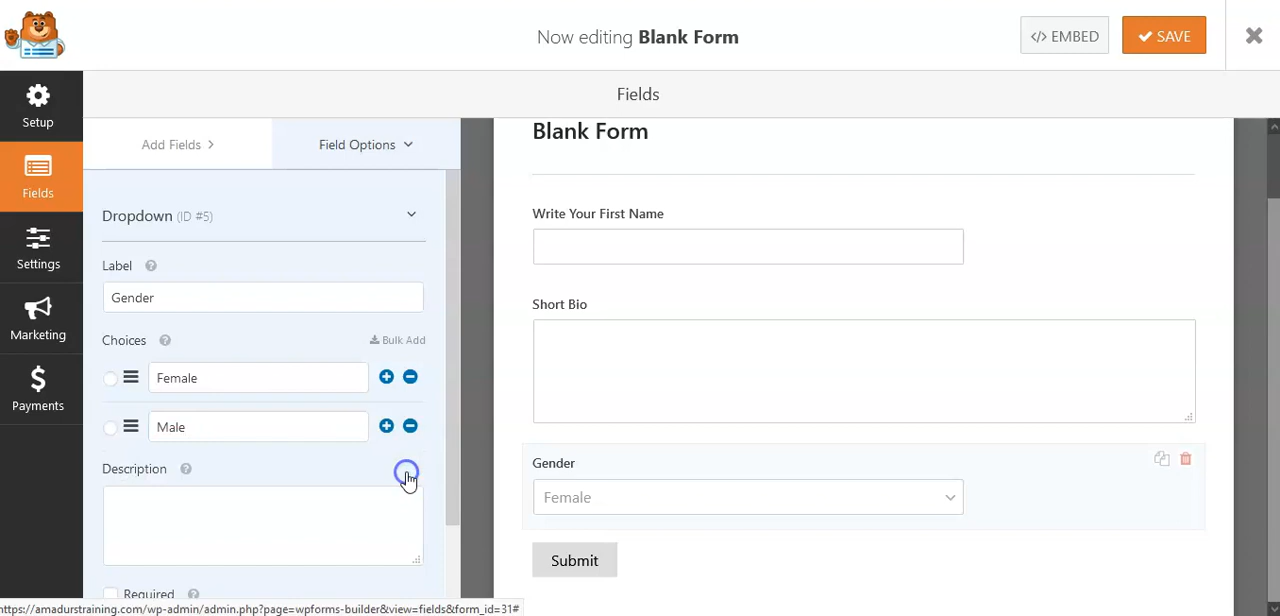 Now editing Blank Form
</> EMBED
SAVE
Fields
Setup
Fields
Settings
Marketing
Payments
Add Fields
Field Options
Dropdown (ID #5)
Label
Gender
Choices
Bulk Add
Female
Male
Description
Required
Blank Form
Write Your First Name
Short Bio
Gender
Female
Submit
https://amadurstraining.com/wp-admin/admin.php?page=wpforms-builder&view=fields&form_id=31#